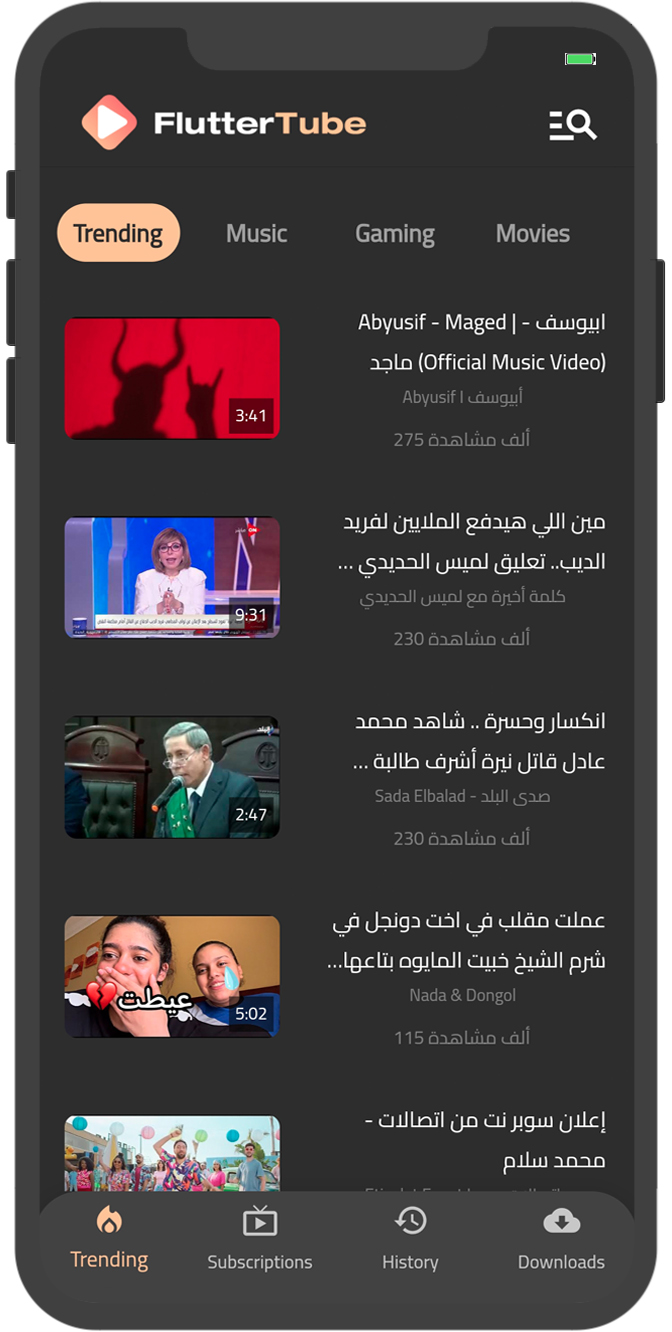 FlutterTube
Trending
Music
Gaming
Movies
ابيوسف - Abyusif - Maged |
ماجد (Official Music Video)
أبيوسف Abyusif I
275 ألف مشاهدة
3:41
مين اللي هيدفع الملايين لفريد
الديب.. تعليق لميس الحديدي ...
كلمة أخيرة مع لميس الحديدي
230 ألف مشاهدة
ON
9:31
انكسار وحسرة .. شاهد محمد
عادل قاتل نيرة أشرف طالبة ...
صدى البلد - Sada Elbalad
230 ألف مشاهدة
2:47
عملت مقلب في اخت دونجل في
شرم الشيخ خبيت المايوه بتاعها...
Nada & Dongol
115 ألف مشاهدة
عيطت
5:02
إعلان سوبر نت من اتصالات -
محمد سلام
Trending
Subscriptions
History
Downloads